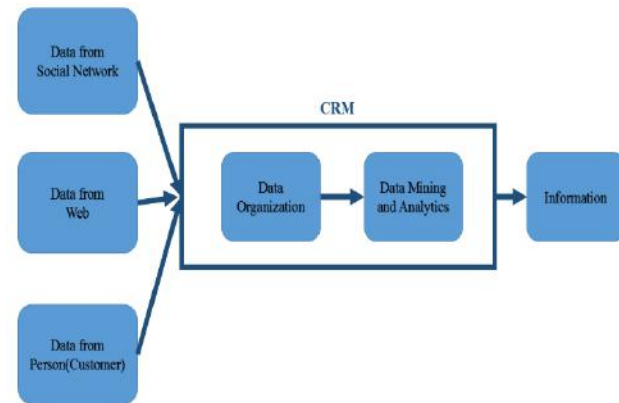 Data from
Social Network
CRM
Data from
Web
Data
Organization
Data Mining
and Analytics
Information
Data from
Person(Customer)